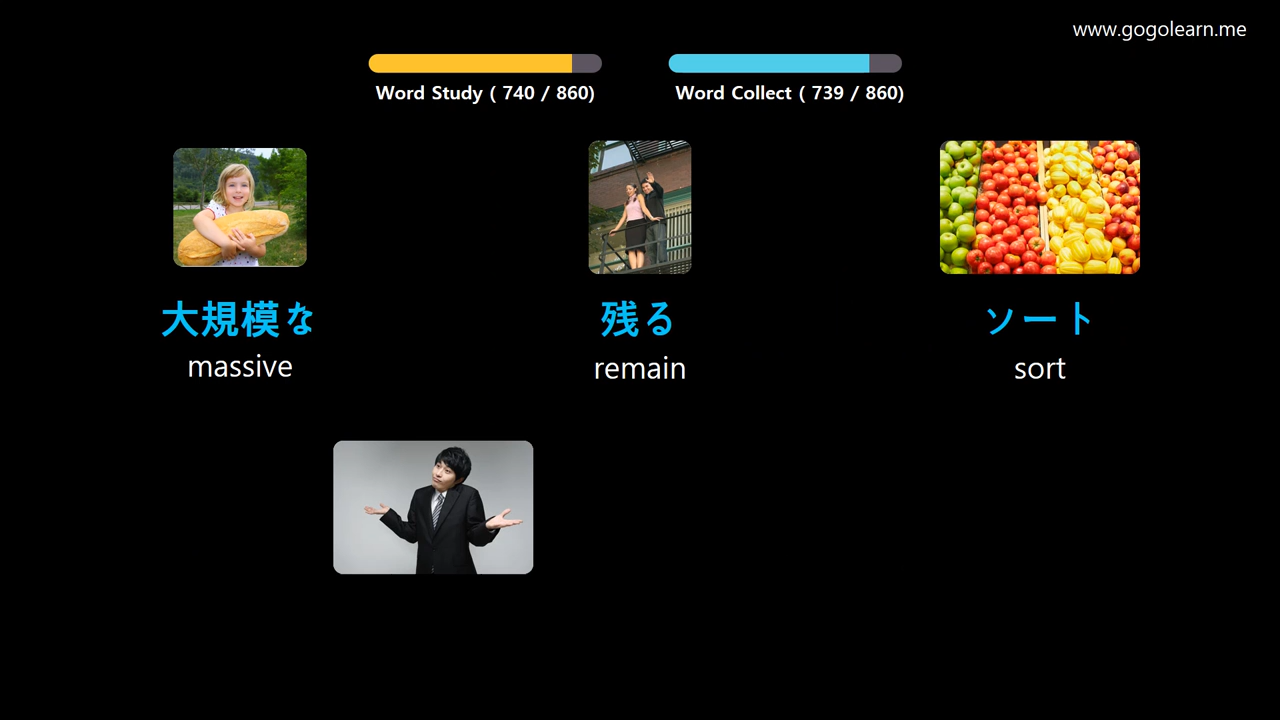 www.gogolearn.me
Word Study ( 740 / 860)
Word Collect ( 739 / 860)
大規模な
残る
ソート
massive
remain
sort